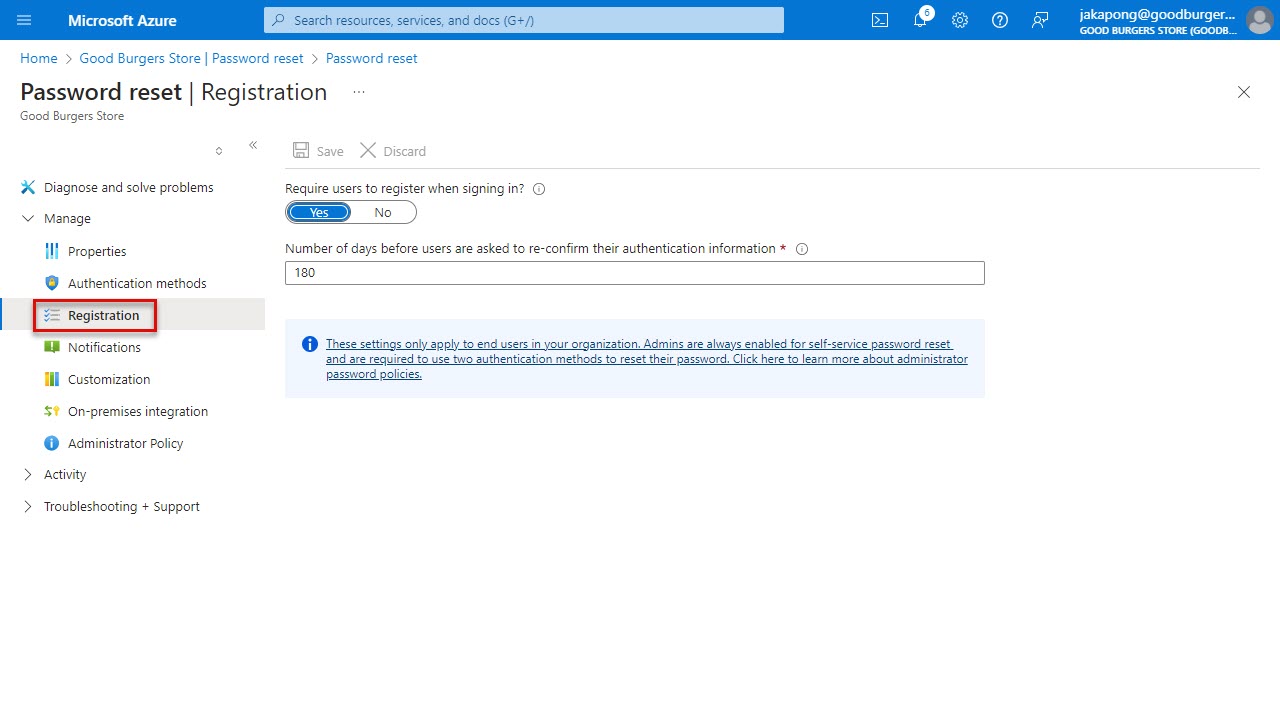 Microsoft Azure
Search resources, services, and docs (G+/)
6
jakapong@goodburger...
GOOD BURGERS STORE (GOODB...
Home > Good Burgers Store | Password reset > Password reset
Password reset | Registration ...
Good Burgers Store
Save Discard
Diagnose and solve problems
Manage
Properties
Authentication methods
Registration
Notifications
Customization
On-premises integration
Administrator Policy
Activity
Troubleshooting + Support
Require users to register when signing in?
Yes No
Number of days before users are asked to re-confirm their authentication information *
180
These settings only apply to end users in your organization. Admins are always enabled for self-service password reset
and are required to use two authentication methods to reset their password. Click here to learn more about administrator
password policies.